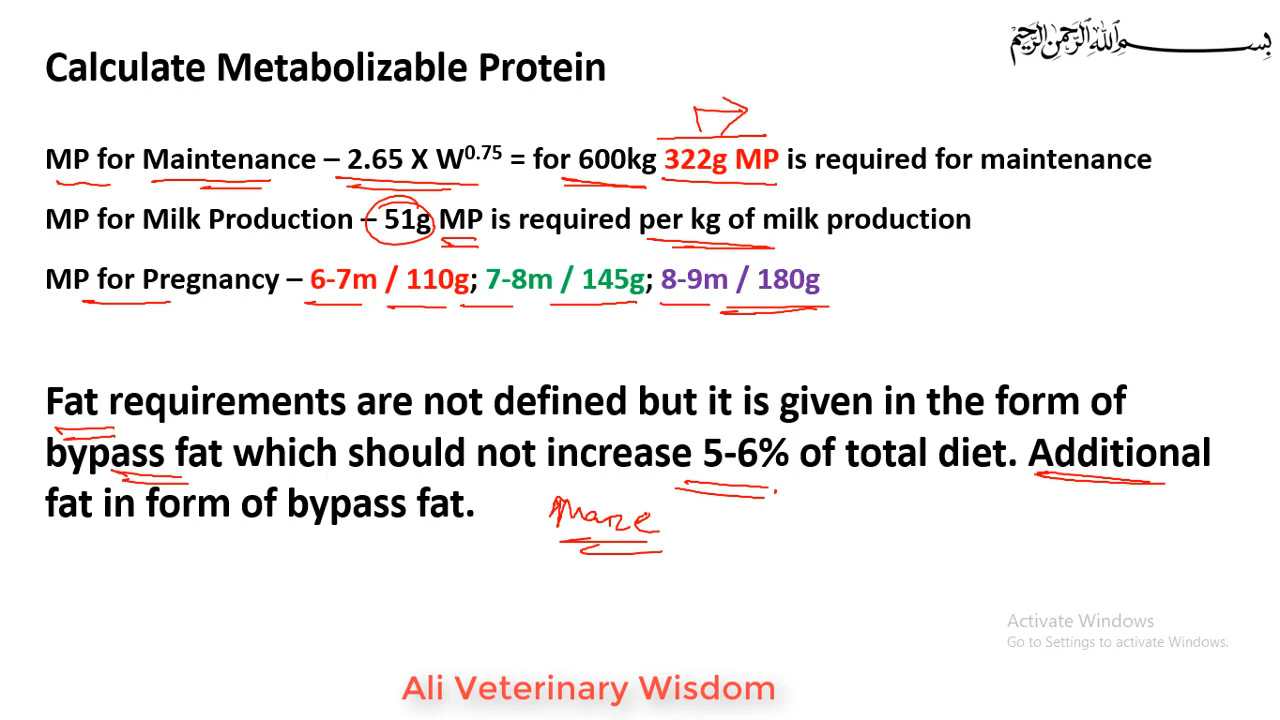 بسم الله الرحمن الرحيم
Calculate Metabolizable Protein
MP for Maintenance – 2.65 X W^0.75 = for 600kg 322g MP is required for maintenance
MP for Milk Production – 51g MP is required per kg of milk production
MP for Pregnancy – 6-7m / 110g; 7-8m / 145g; 8-9m / 180g
Fat requirements are not defined but it is given in the form of
bypass fat which should not increase 5-6% of total diet. Additional
fat in form of bypass fat.
Activate Windows
Go to Settings to activate Windows.
Ali Veterinary Wisdom